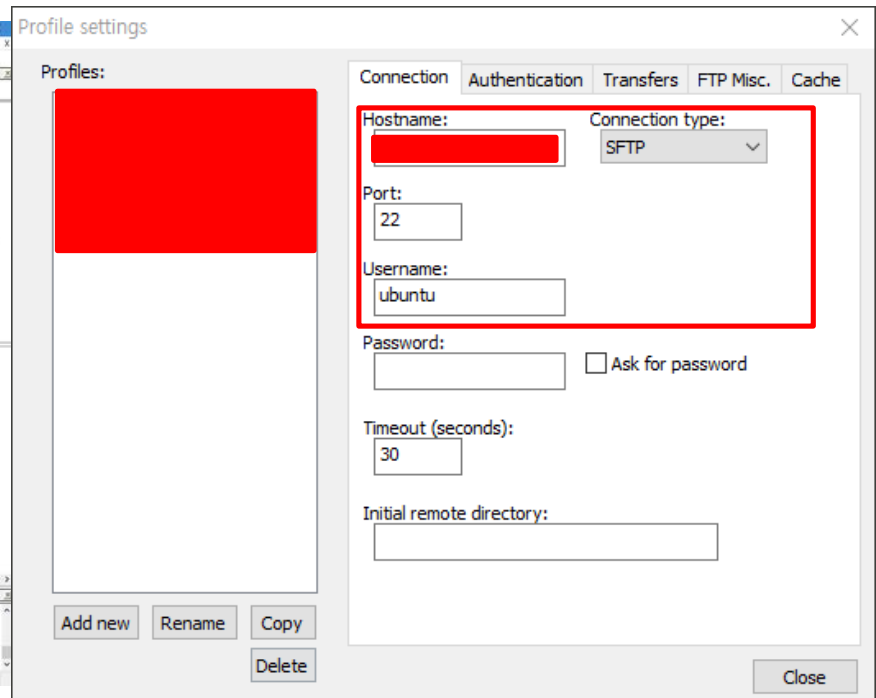 Profile settings
Profiles:
Connection
Authentication
Transfers
FTP Misc.
Cache
Hostname:
Connection type:
SFTP
Port:
22
Username:
ubuntu
Password:
Ask for password
Timeout (seconds):
30
Initial remote directory:
Add new
Rename
Copy
Delete
Close